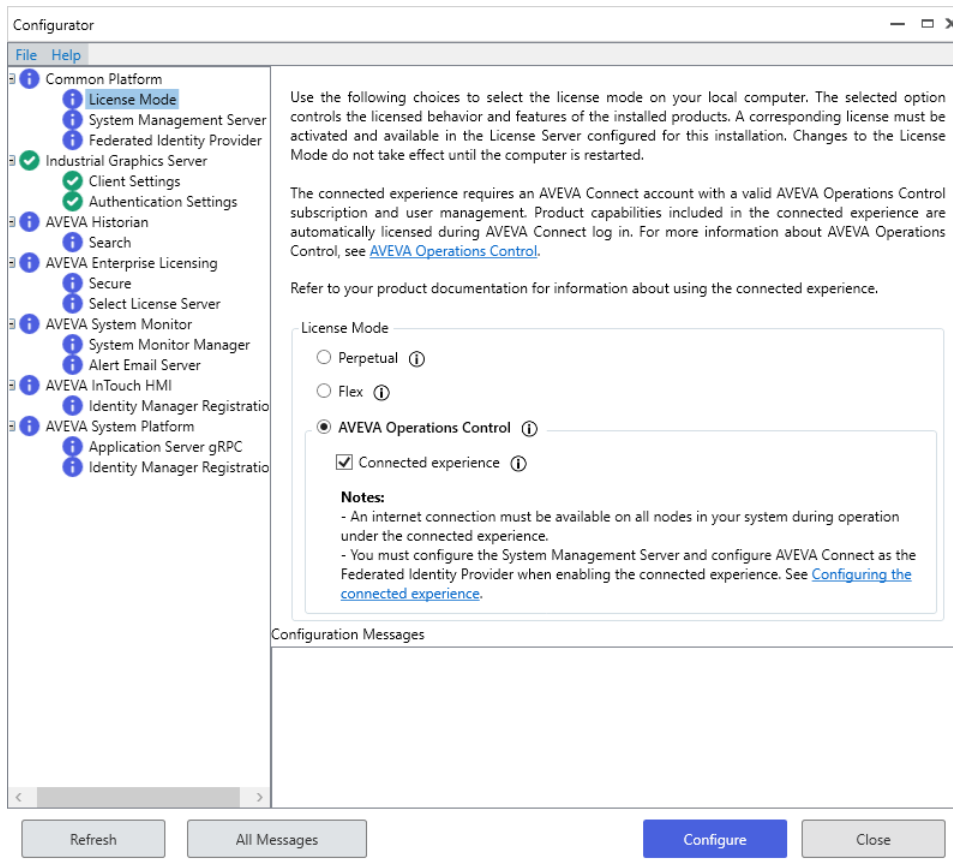 Configurator
File Help
Common Platform
License Mode
System Management Server
Federated Identity Provider
Industrial Graphics Server
Client Settings
Authentication Settings
AVEVA Historian
Search
AVEVA Enterprise Licensing
Secure
Select License Server
AVEVA System Monitor
System Monitor Manager
Alert Email Server
AVEVA InTouch HMI
Identity Manager Registratio
AVEVA System Platform
Application Server gRPC
Identity Manager Registratio
Use the following choices to select the license mode on your local computer. The selected option
controls the licensed behavior and features of the installed products. A corresponding license must be
activated and available in the License Server configured for this installation. Changes to the License
Mode do not take effect until the computer is restarted.
The connected experience requires an AVEVA Connect account with a valid AVEVA Operations Control
subscription and user management. Product capabilities included in the connected experience are
automatically licensed during AVEVA Connect log in. For more information about AVEVA Operations
Control, see AVEVA Operations Control.
Refer to your product documentation for information about using the connected experience.
License Mode
Perpetual
Flex
AVEVA Operations Control
Connected experience
Notes:
- An internet connection must be available on all nodes in your system during operation
under the connected experience.
- You must configure the System Management Server and configure AVEVA Connect as the
Federated Identity Provider when enabling the connected experience. See Configuring the
connected experience.
Configuration Messages
Refresh
All Messages
Configure
Close